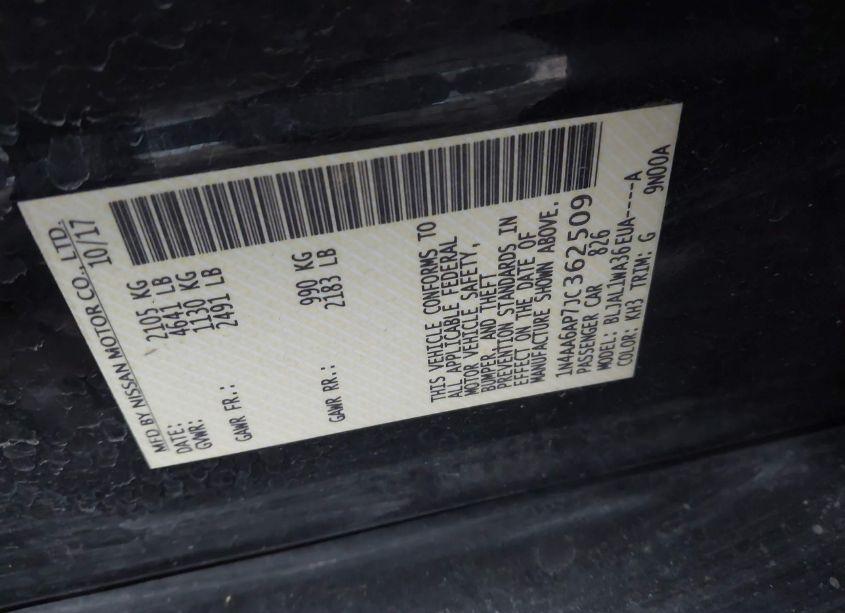 MFD BY NISSAN MOTOR CO., LTD.
DATE: 10/17
GVWR: 2105 KG
4641 LB
GAWR FR.: 1130 KG
2491 LB
GAWR RR.: 990 KG
2183 LB
THIS VEHICLE CONFORMS TO
ALL APPLICABLE FEDERAL
MOTOR VEHICLE SAFETY,
BUMPER, AND THEFT
PREVENTION STANDARDS IN
EFFECT ON THE DATE OF
MANUFACTURE SHOWN ABOVE.
1N4AA6AP7JC362509
PASSENGER CAR 826
MODEL: BLJALLWA36EUA----A
COLOR: KH3 TRIM: G 9N00A